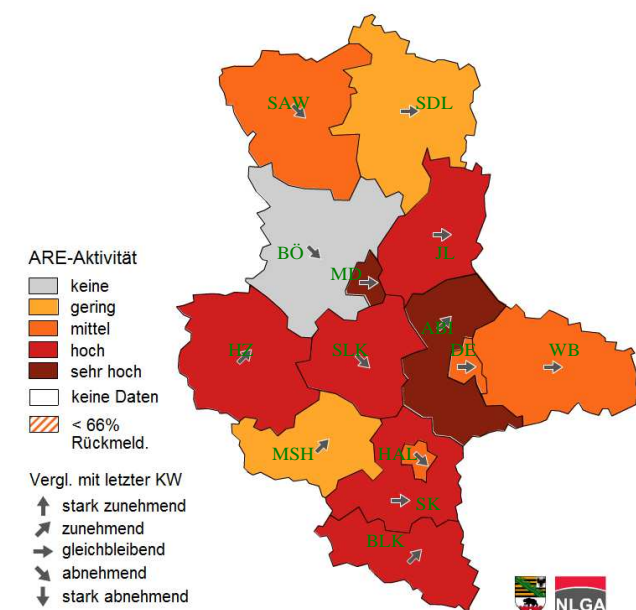 SAW
SDL
BÖ
MD
JL
ABI
HZ
SLK
DE
WB
MSH
HAL
SK
BLK
ARE-Aktivität
keine
gering
mittel
hoch
sehr hoch
keine Daten
< 66%
Rückmeld.
Vergl. mit letzter KW
stark zunehmend
zunehmend
gleichbleibend
abnehmend
stark abnehmend
NLGA